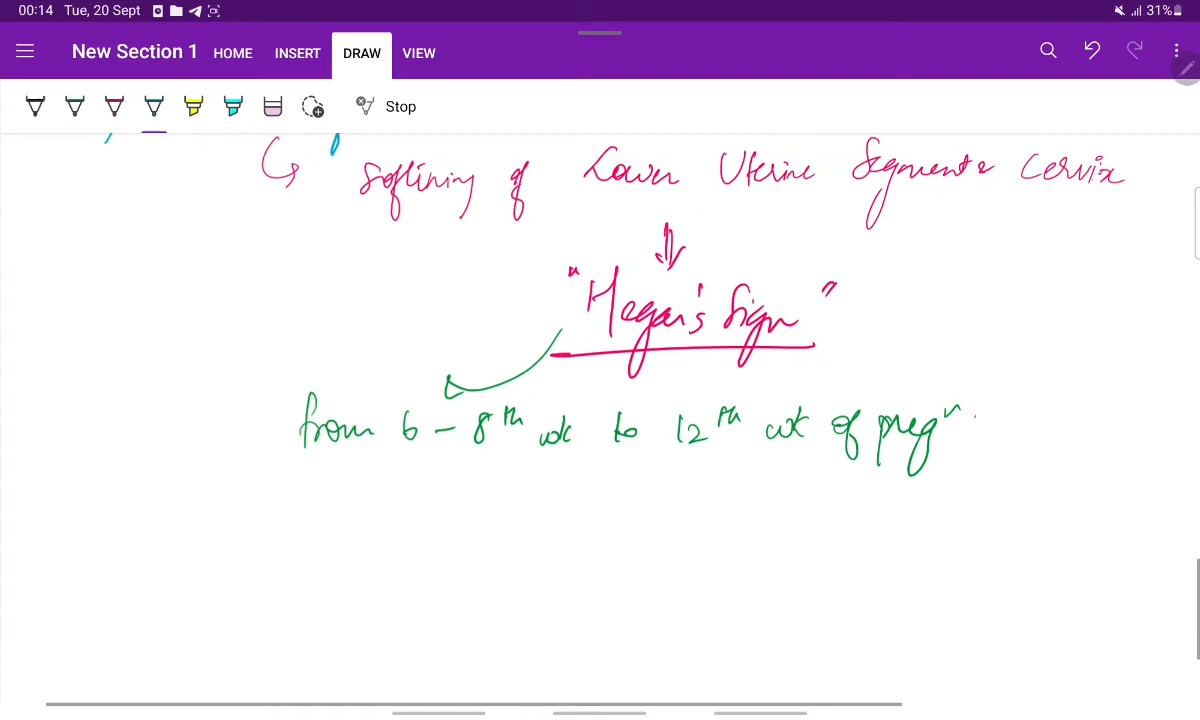 00:14 Tue, 20 Sept 31%
New Section 1 HOME INSERT DRAW VIEW
Stop
Softining of Lower Uterine Segment & Cervix
"Hegar's Sign"
from 6 - 8th wk to 12th wk of pregn.